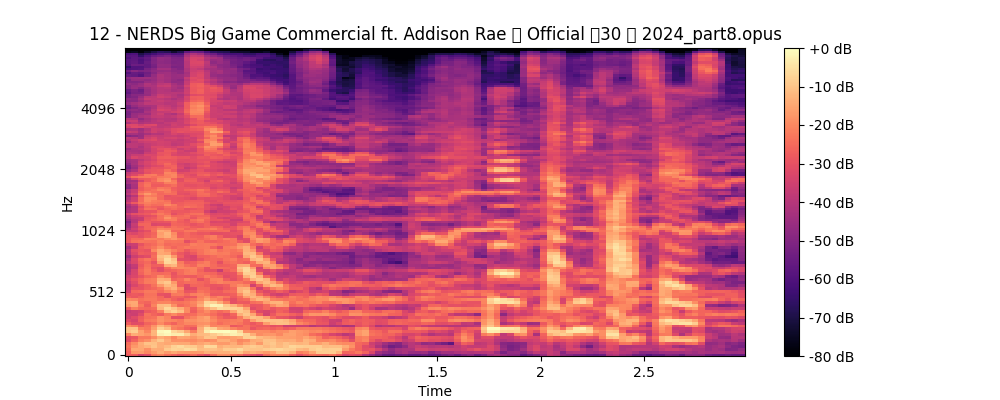 12 - NERDS Big Game Commercial ft. Addison Rae ▯ Official ▯30 ▯ 2024_part8.opus
Hz
4096
2048
1024
512
0
0 0.5 1 1.5 2 2.5
Time
+0 dB
-10 dB
-20 dB
-30 dB
-40 dB
-50 dB
-60 dB
-70 dB
-80 dB